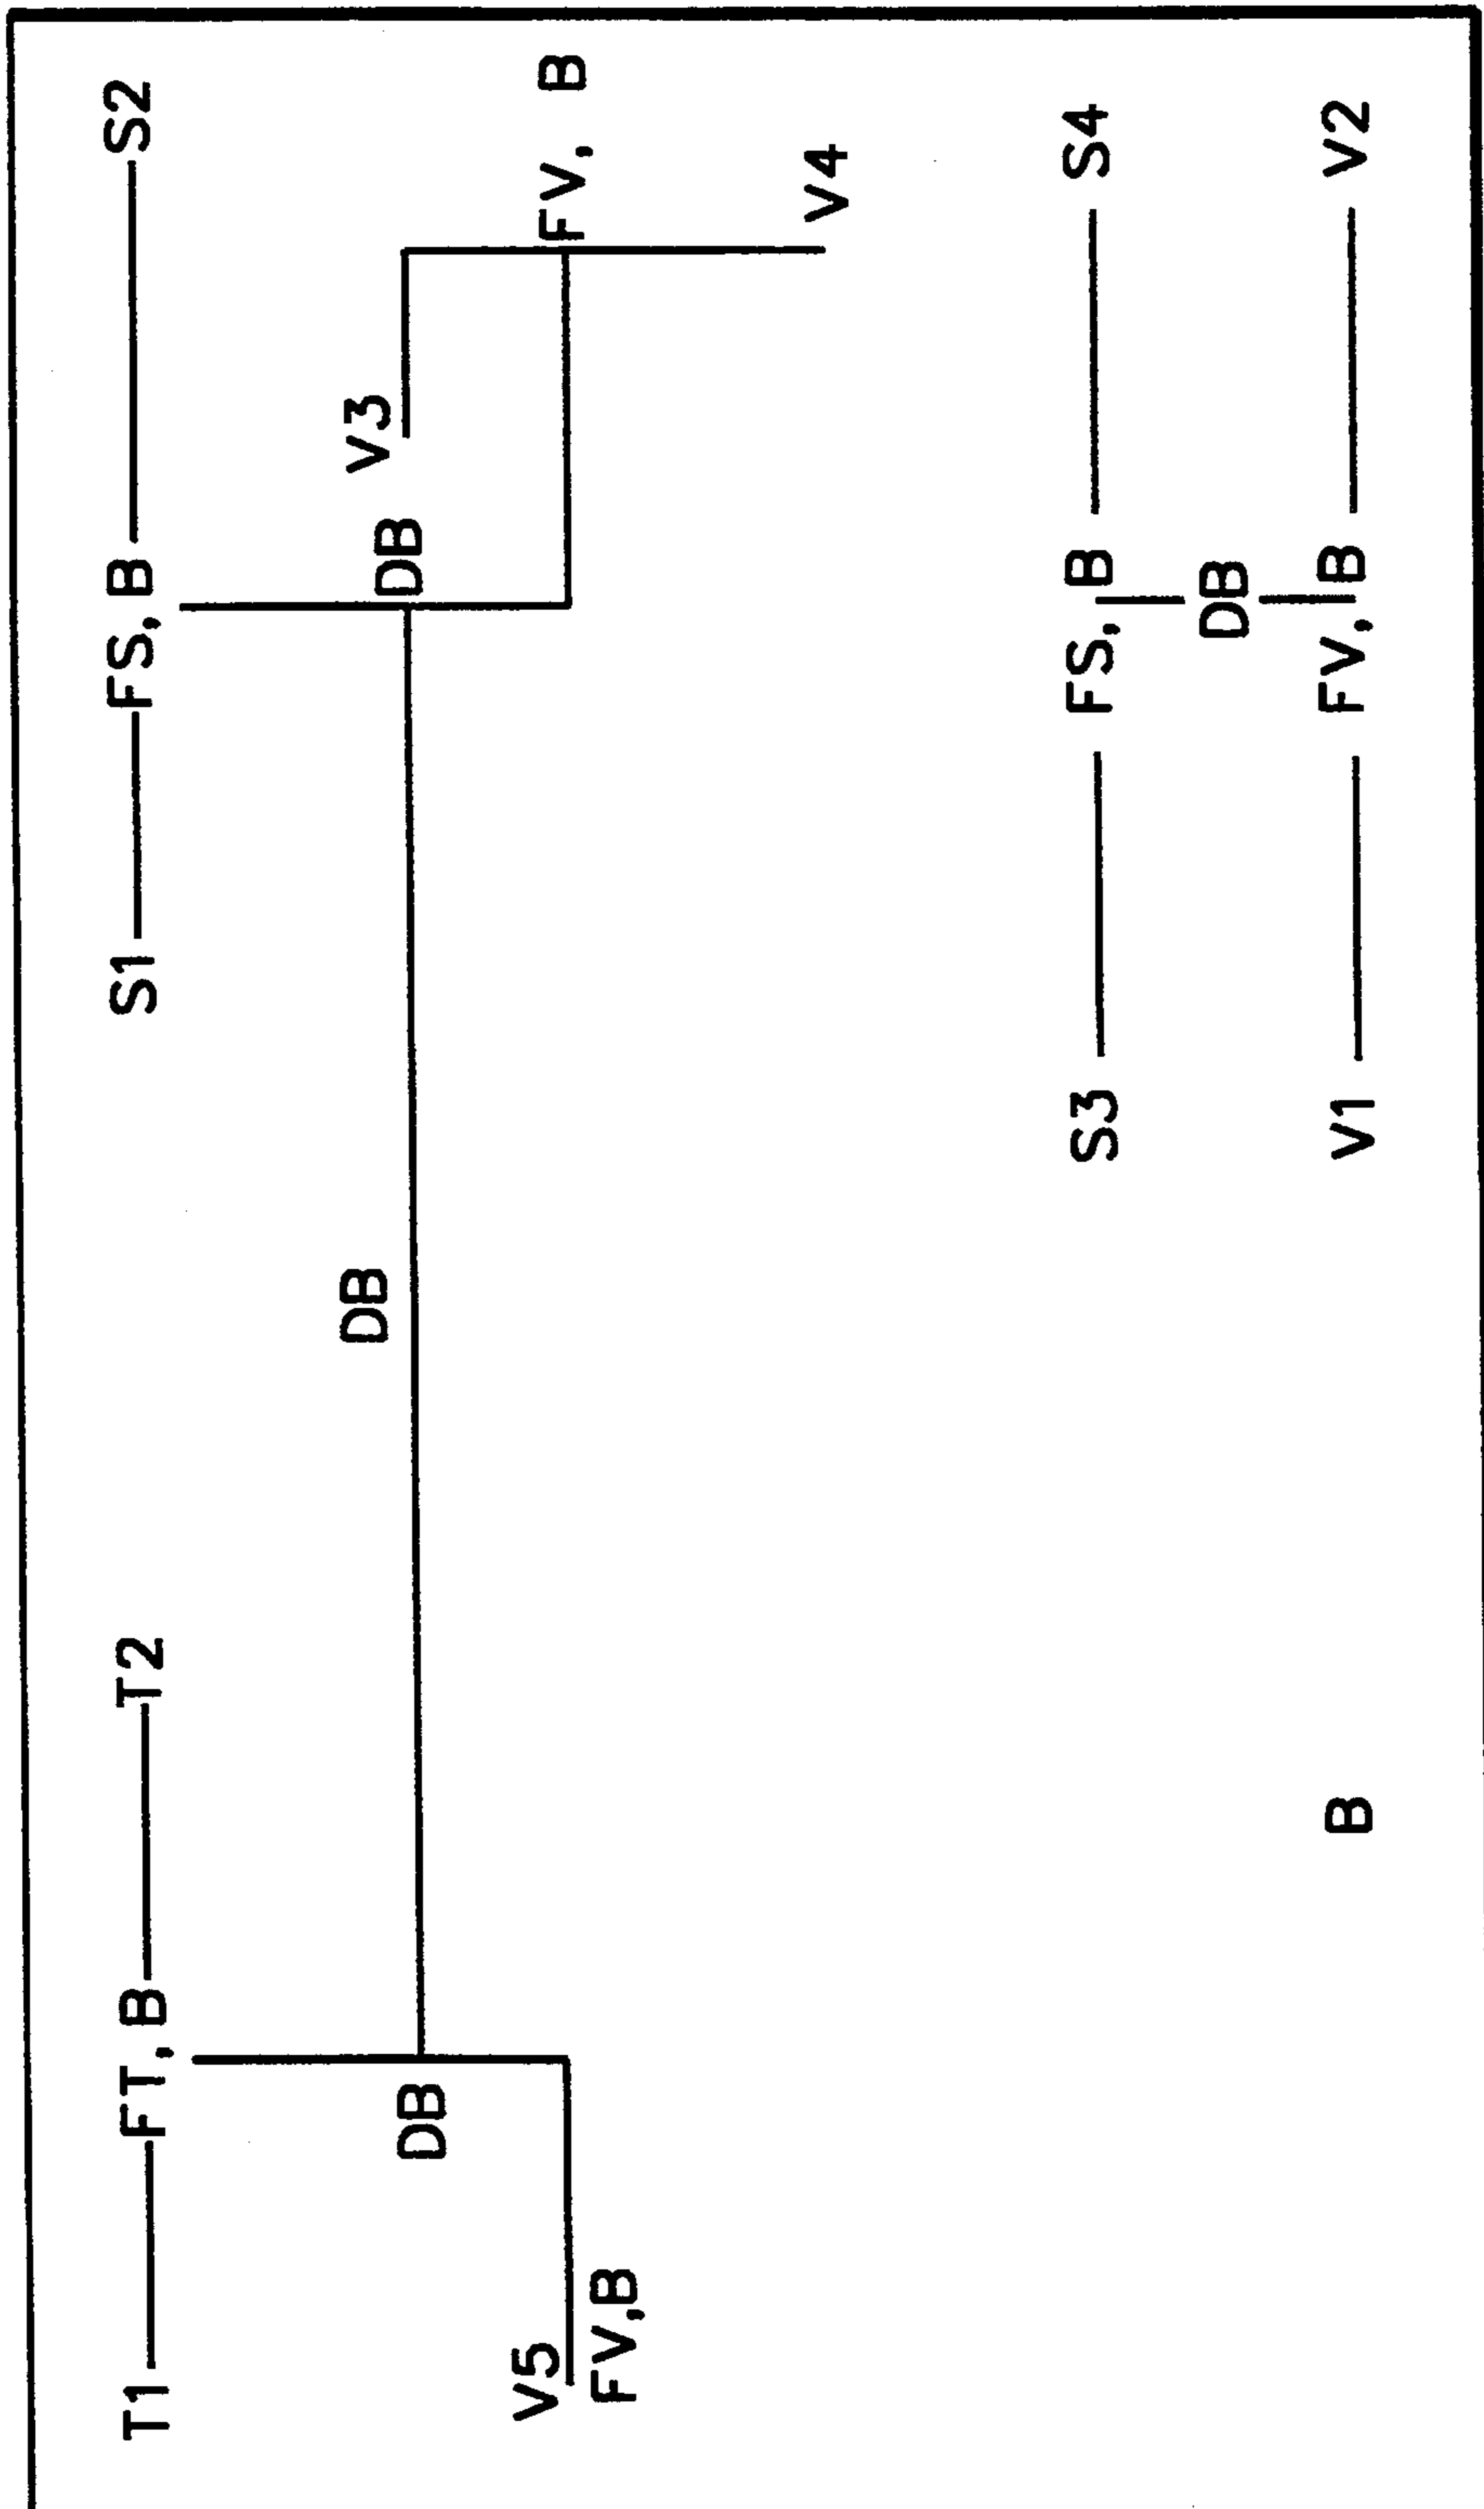 T1 FT, B T2 S1 FS, B S2
DB V3
DB DB
V5 FV, B
FV,B
V4
S3 FS, B S4
DB
B V1 FV, B V2